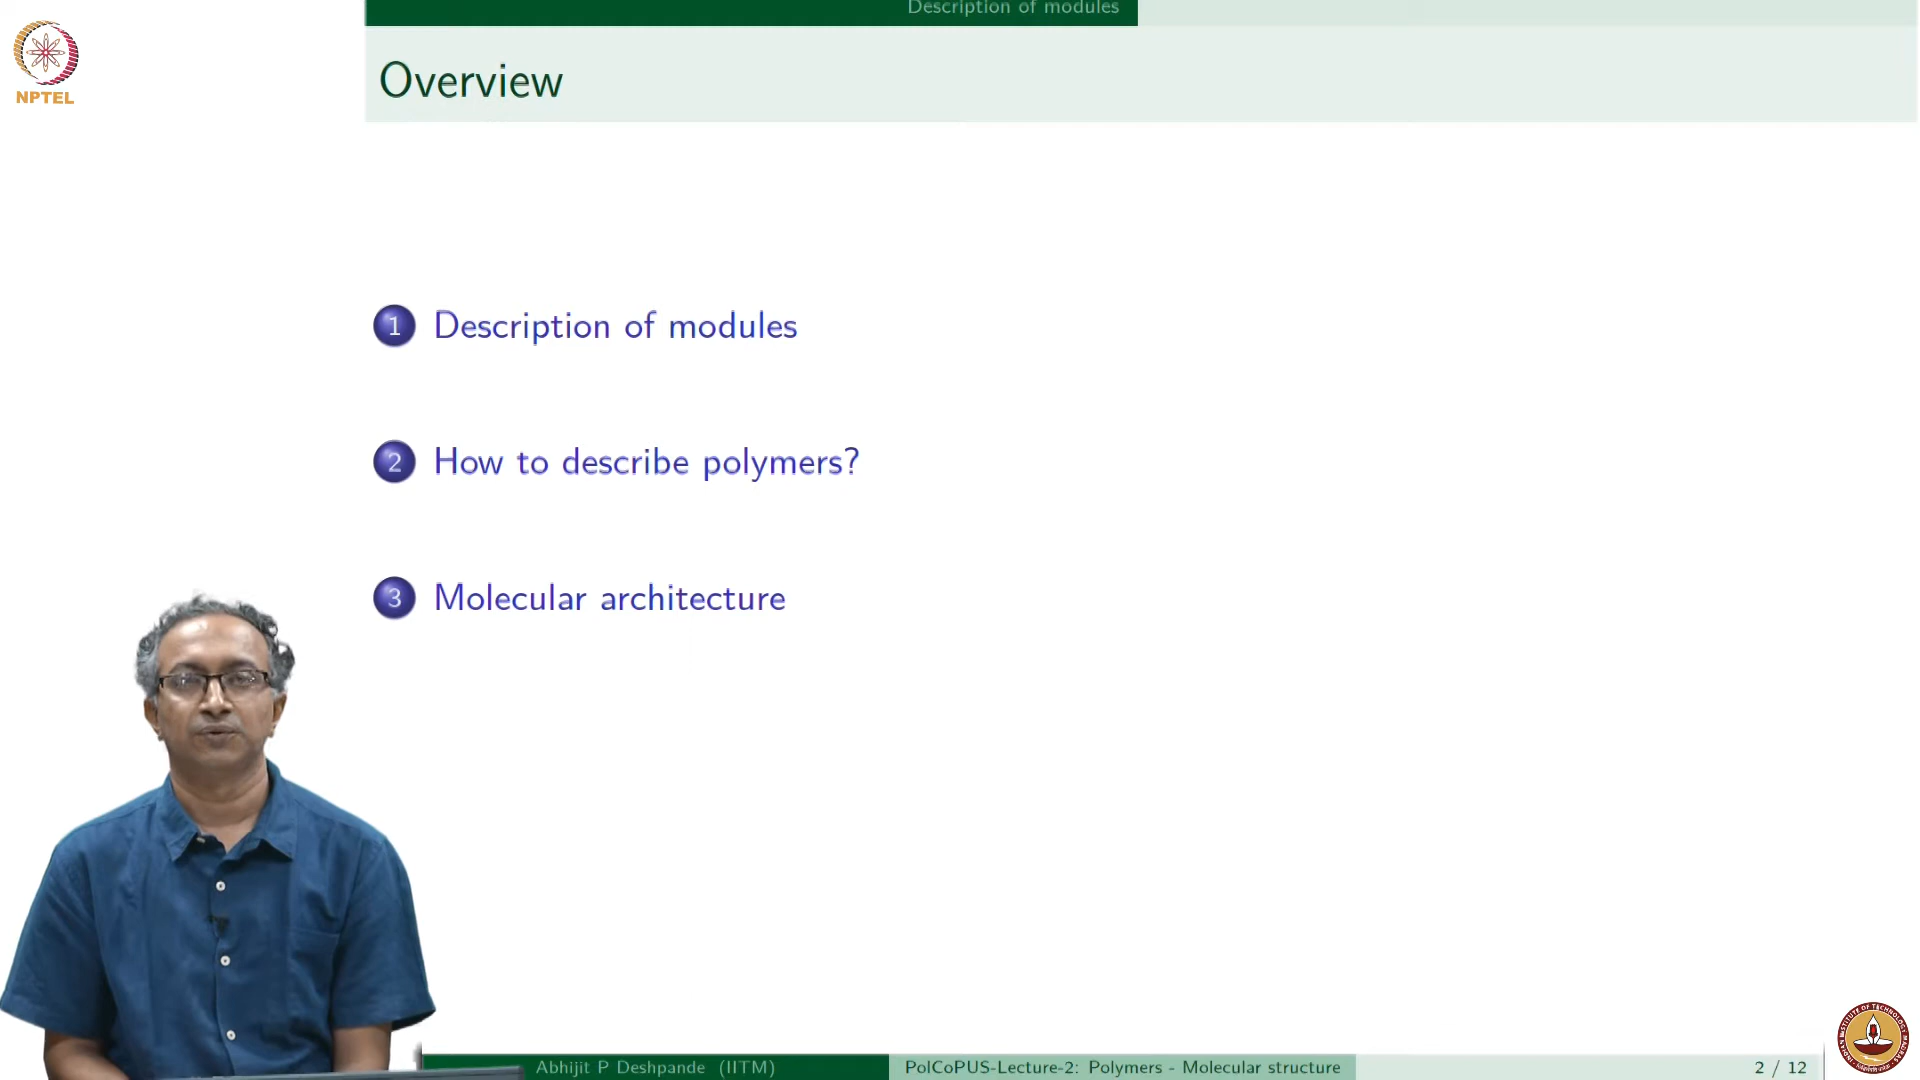 Description of modules
NPTEL
Overview
1 Description of modules
2 How to describe polymers?
3 Molecular architecture
Abhijit P Deshpande (IITM)
PolCoPUS-Lecture-2: Polymers - Molecular structure
2 / 12